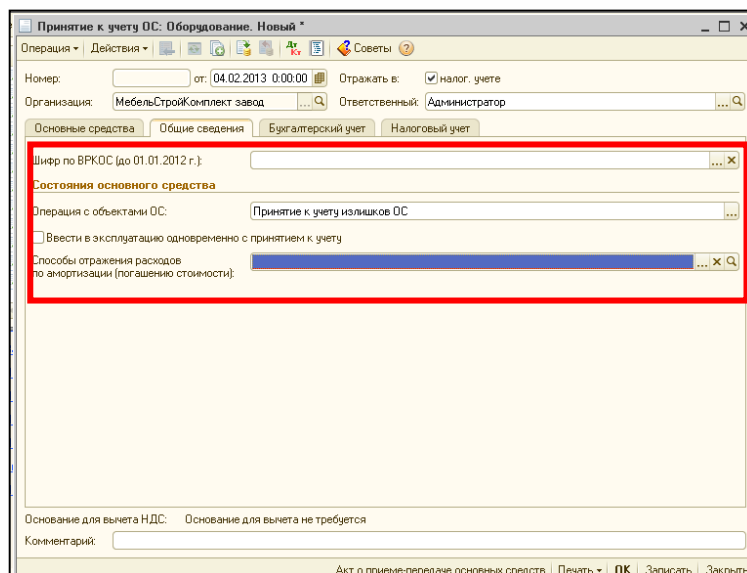 Принятие к учету ОС: Оборудование. Новый *
Операция Действия Дт Кт Советы
Номер: от: 04.02.2013 0:00:00 Отражать в: налог. учете
Организация: МебельСтройКомплект завод ... Ответственный: Администратор ...
Основные средства Общие сведения Бухгалтерский учет Налоговый учет
Шифр по ВРКОС (до 01.01.2012 г.): ...
Состояния основного средства
Операция с объектами ОС: Принятие к учету излишков ОС ...
Ввести в эксплуатацию одновременно с принятием к учету
Способы отражения расходов
по амортизации (погашению стоимости): ...
Основание для вычета НДС: Основание для вычета не требуется
Комментарий:
Акт о приеме-передаче основных средств Печать OK Записать Закрыть